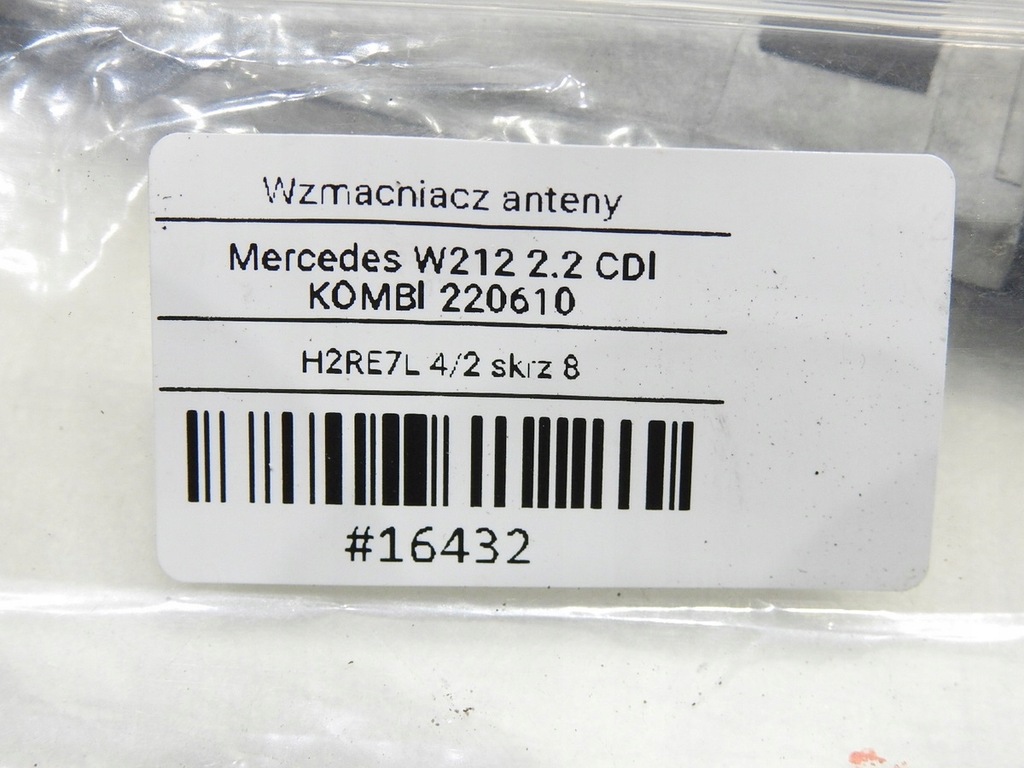 Wzmacniacz anteny
Mercedes W212 2.2 CDI
KOMBI 220610
H2RE7L 4/2 skrz 8
#16432